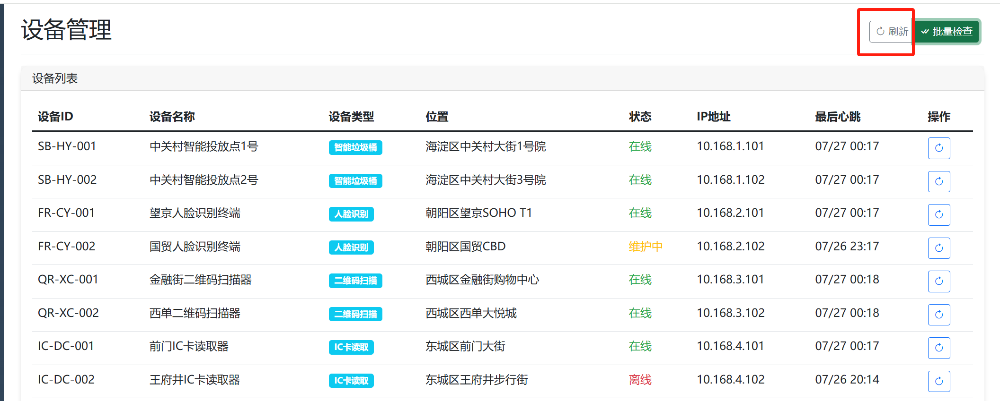 设备管理
刷新 批量检查
设备列表
设备ID 设备名称 设备类型 位置 状态 IP地址 最后心跳 操作
SB-HY-001 中关村智能投放点1号 智能垃圾桶 海淀区中关村大街1号院 在线 10.168.1.101 07/27 00:17
SB-HY-002 中关村智能投放点2号 智能垃圾桶 海淀区中关村大街3号院 在线 10.168.1.102 07/27 00:17
FR-CY-001 望京人脸识别终端 人脸识别 朝阳区望京SOHO T1 在线 10.168.2.101 07/27 00:17
FR-CY-002 国贸人脸识别终端 人脸识别 朝阳区国贸CBD 维护中 10.168.2.102 07/26 23:17
QR-XC-001 金融街二维码扫描器 二维码扫描 西城区金融街购物中心 在线 10.168.3.101 07/27 00:18
QR-XC-002 西单二维码扫描器 二维码扫描 西城区西单大悦城 在线 10.168.3.102 07/27 00:18
IC-DC-001 前门IC卡读取器 IC卡读取 东城区前门大街 在线 10.168.4.101 07/27 00:17
IC-DC-002 王府井IC卡读取器 IC卡读取 东城区王府井步行街 离线 10.168.4.102 07/26 20:14